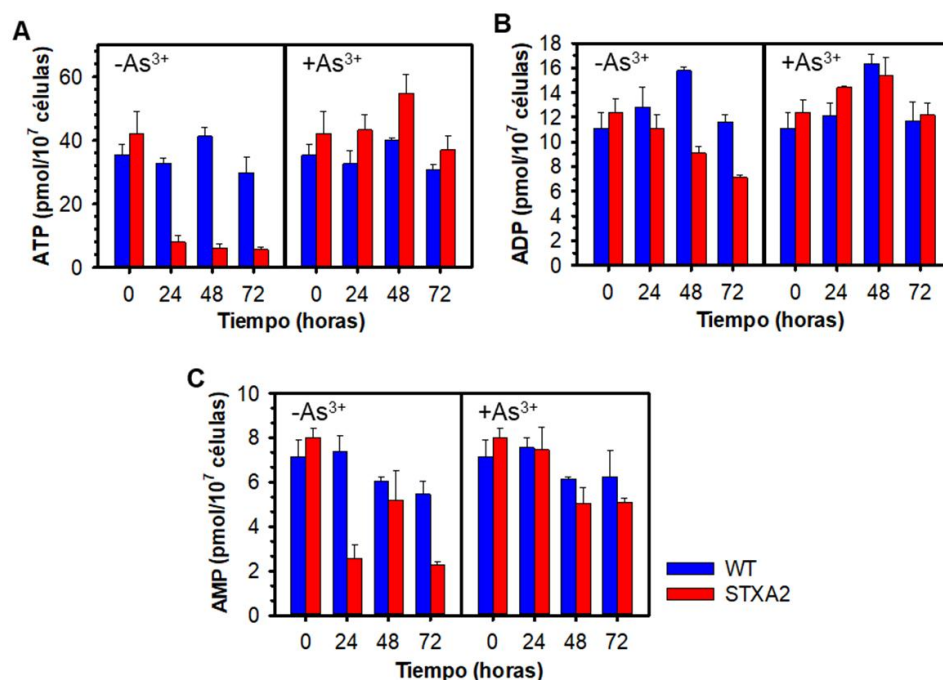 A
-As³⁺
+As³⁺
ATP (pmol/10⁷ células)
60
40
20
0
0 24 48 72 0 24 48 72
Tiempo (horas)
B
-As³⁺
+As³⁺
ADP (pmol/10⁷ células)
18
16
14
12
10
8
6
4
2
0
0 24 48 72 0 24 48 72
Tiempo (horas)
C
-As³⁺
+As³⁺
AMP (pmol/10⁷ células)
10
8
6
4
2
0
0 24 48 72 0 24 48 72
Tiempo (horas)
WT
STXA2